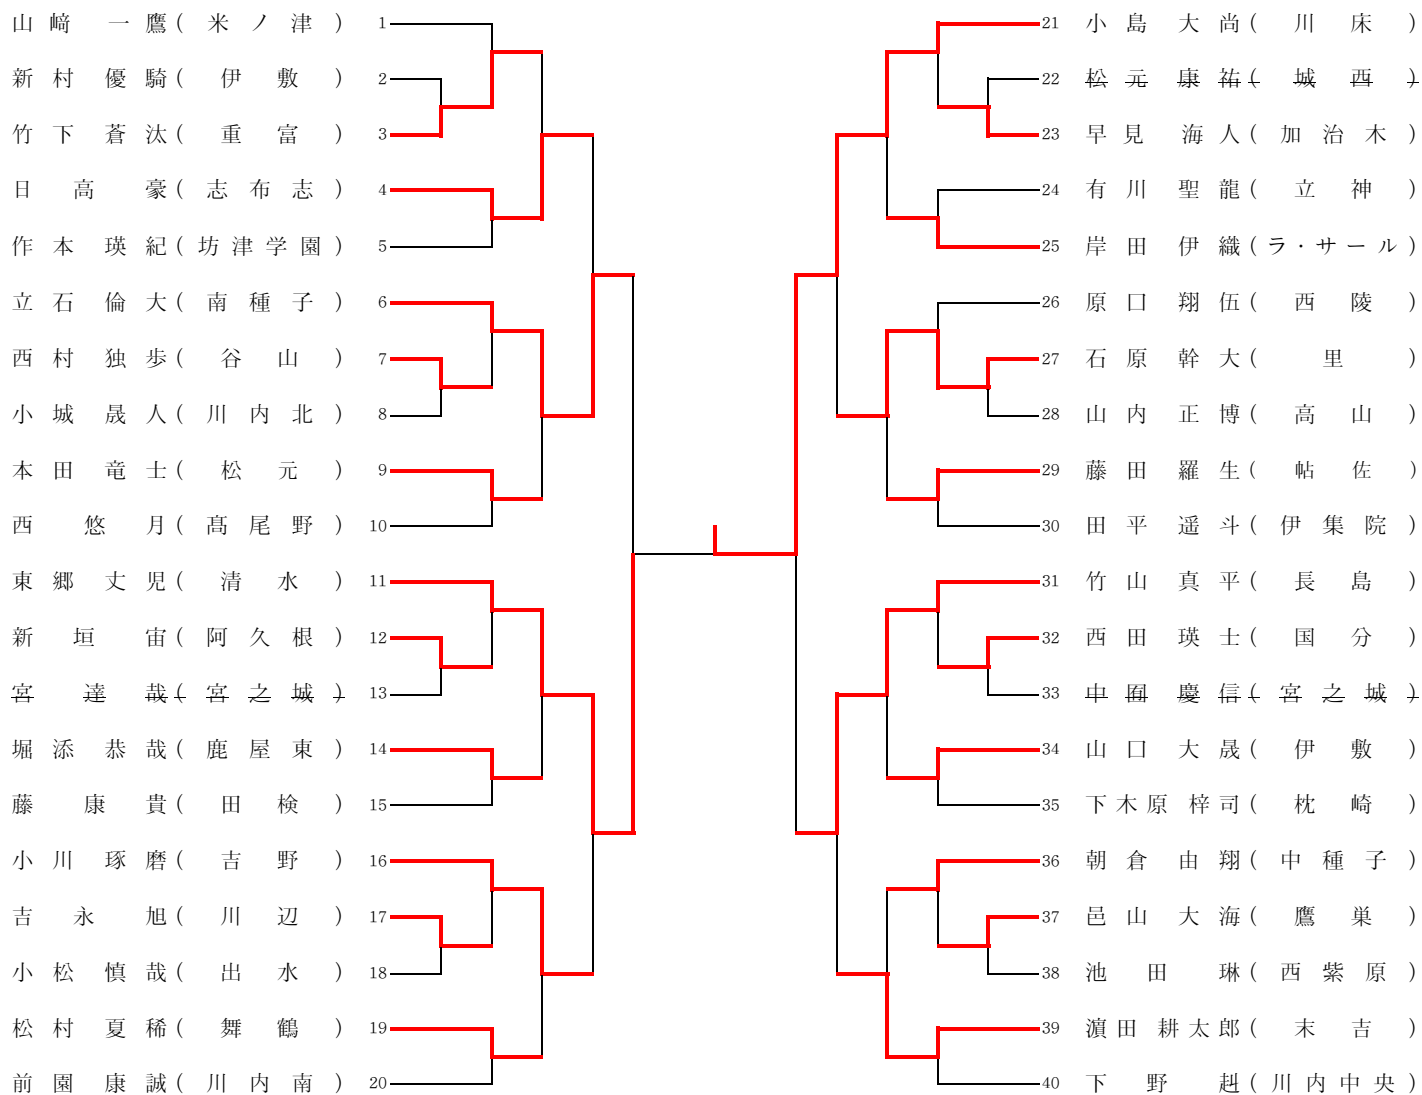 山﨑 一鷹(米ノ津) 1
新村 優騎(伊敷) 2
竹下 蒼汰(重富) 3
日高 豪(志布志) 4
作本 瑛紀(坊津学園) 5
立石 倫大(南種子) 6
西村 独歩(谷山) 7
小城 晟人(川内北) 8
本田 竜士(松元) 9
西 悠月(髙尾野) 10
東郷 丈児(清水) 11
新垣 宙(阿久根) 12
宮 達哉(宮之城) 13
堀添 恭哉(鹿屋東) 14
藤 康貴(田検) 15
小川 琢磨(吉野) 16
吉永 旭(川辺) 17
小松 慎哉(出水) 18
松村 夏稀(舞鶴) 19
前園 康誠(川内南) 20
21 小島 大尚(川床)
22 松元 康祐(城西)
23 早見 海人(加治木)
24 有川 聖龍(立神)
25 岸田 伊織(ラ・サール)
26 原口 翔伍(西陵)
27 石原 幹大(里)
28 山内 正博(高山)
29 藤田 羅生(帖佐)
30 田平 遥斗(伊集院)
31 竹山 真平(長島)
32 西田 瑛士(国分)
33 中囿 慶信(宮之城)
34 山口 大晟(伊敷)
35 下木原 梓司(枕崎)
36 朝倉 由翔(中種子)
37 邑山 大海(鷹巣)
38 池田 琳(西紫原)
39 濵田 耕太郎(末吉)
40 下野 (川内中央)